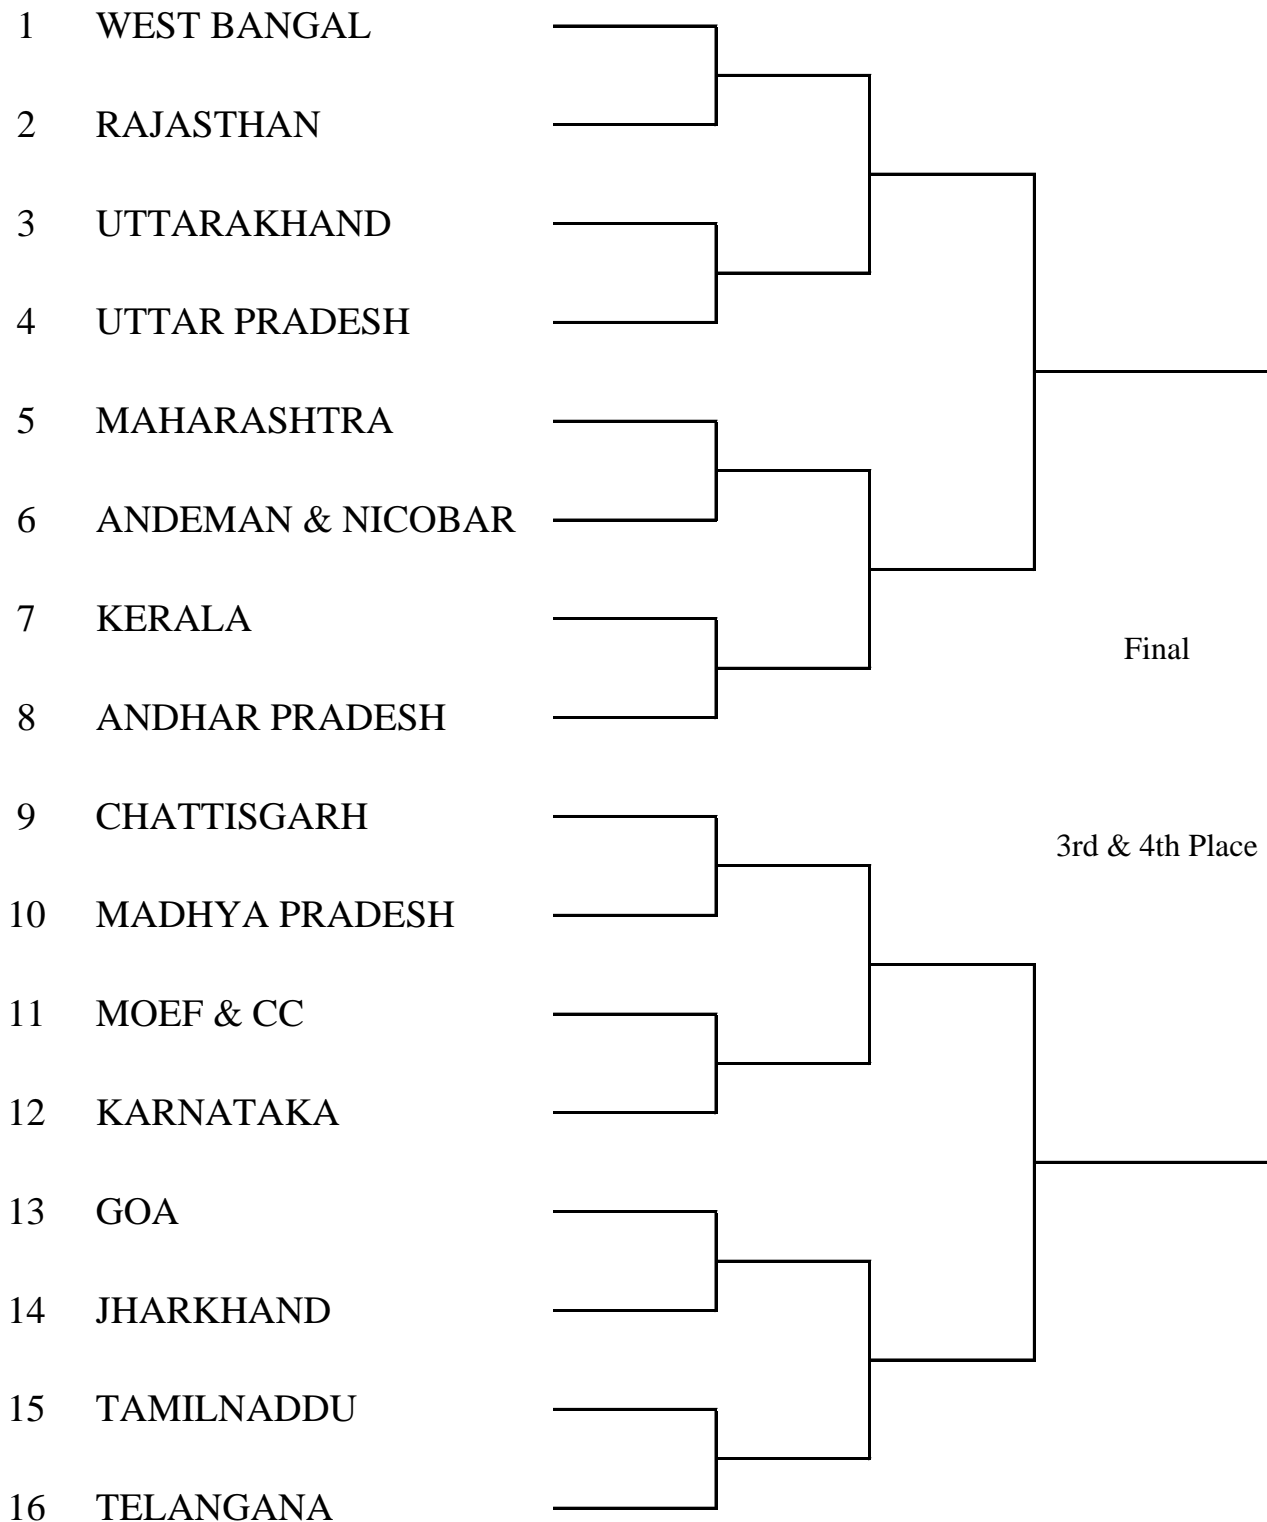 1 WEST BANGAL
2 RAJASTHAN
3 UTTARAKHAND
4 UTTAR PRADESH
5 MAHARASHTRA
6 ANDEMAN & NICOBAR
7 KERALA
Final
8 ANDHAR PRADESH
9 CHATTISGARH
3rd & 4th Place
10 MADHYA PRADESH
11 MOEF & CC
12 KARNATAKA
13 GOA
14 JHARKHAND
15 TAMILNADDU
16 TELANGANA